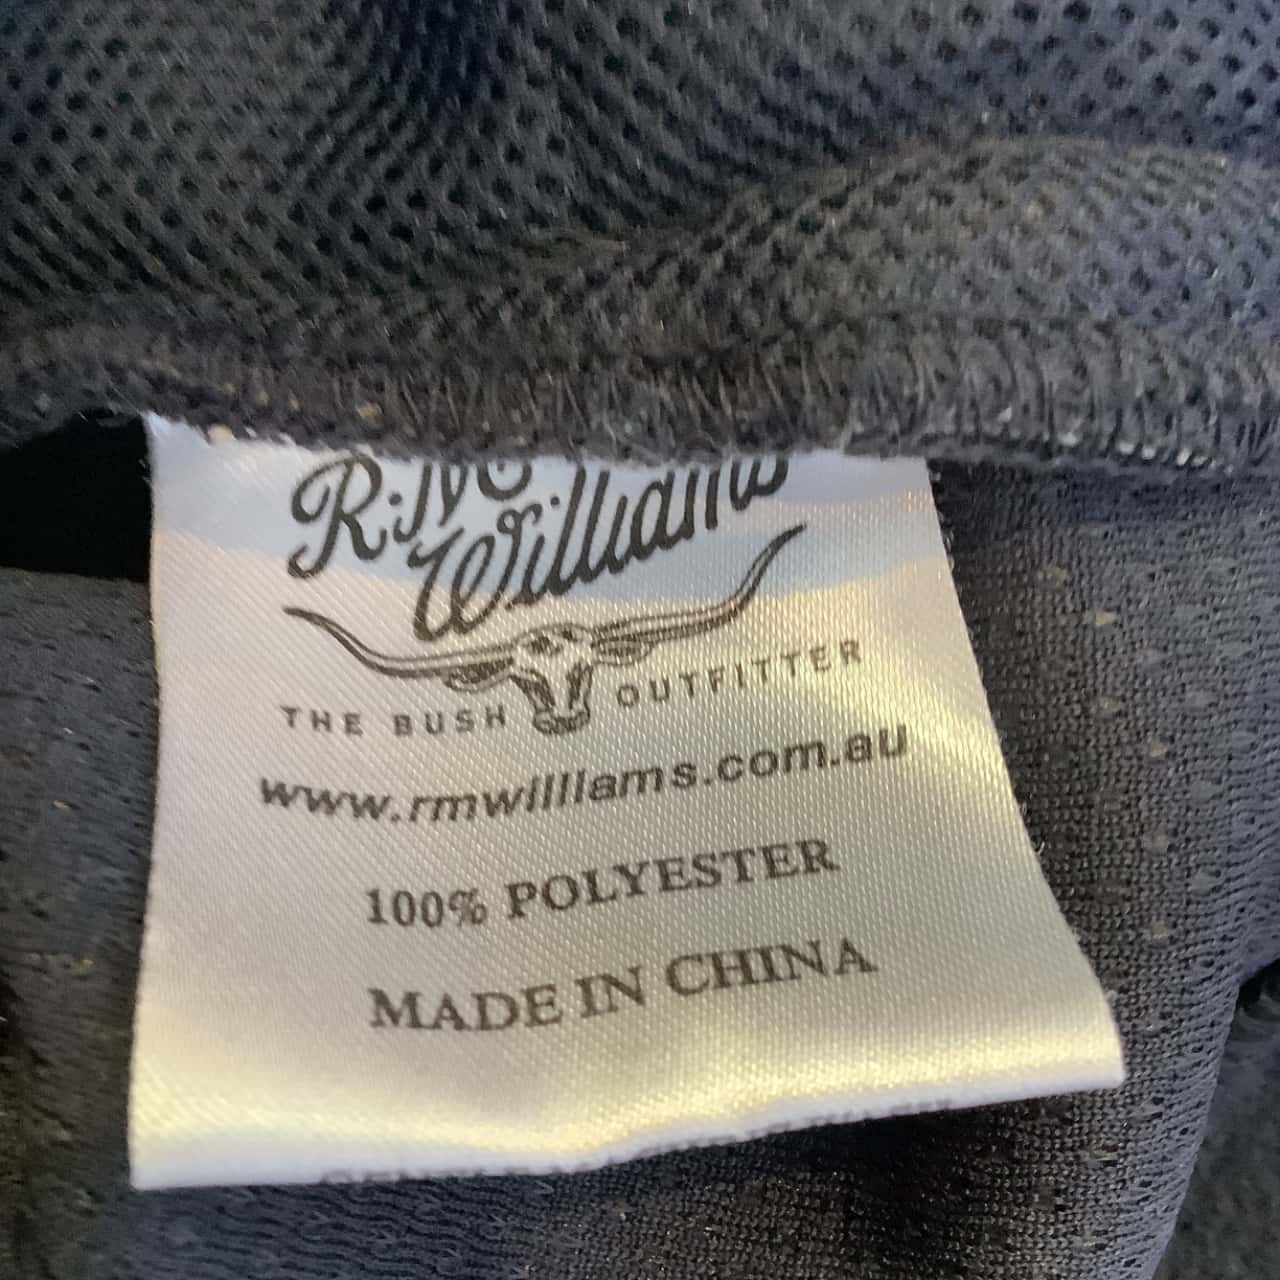 R.M.
Williams
THE BUSH OUTFITTER
www.rmwilliams.com.au
100% POLYESTER
MADE IN CHINA